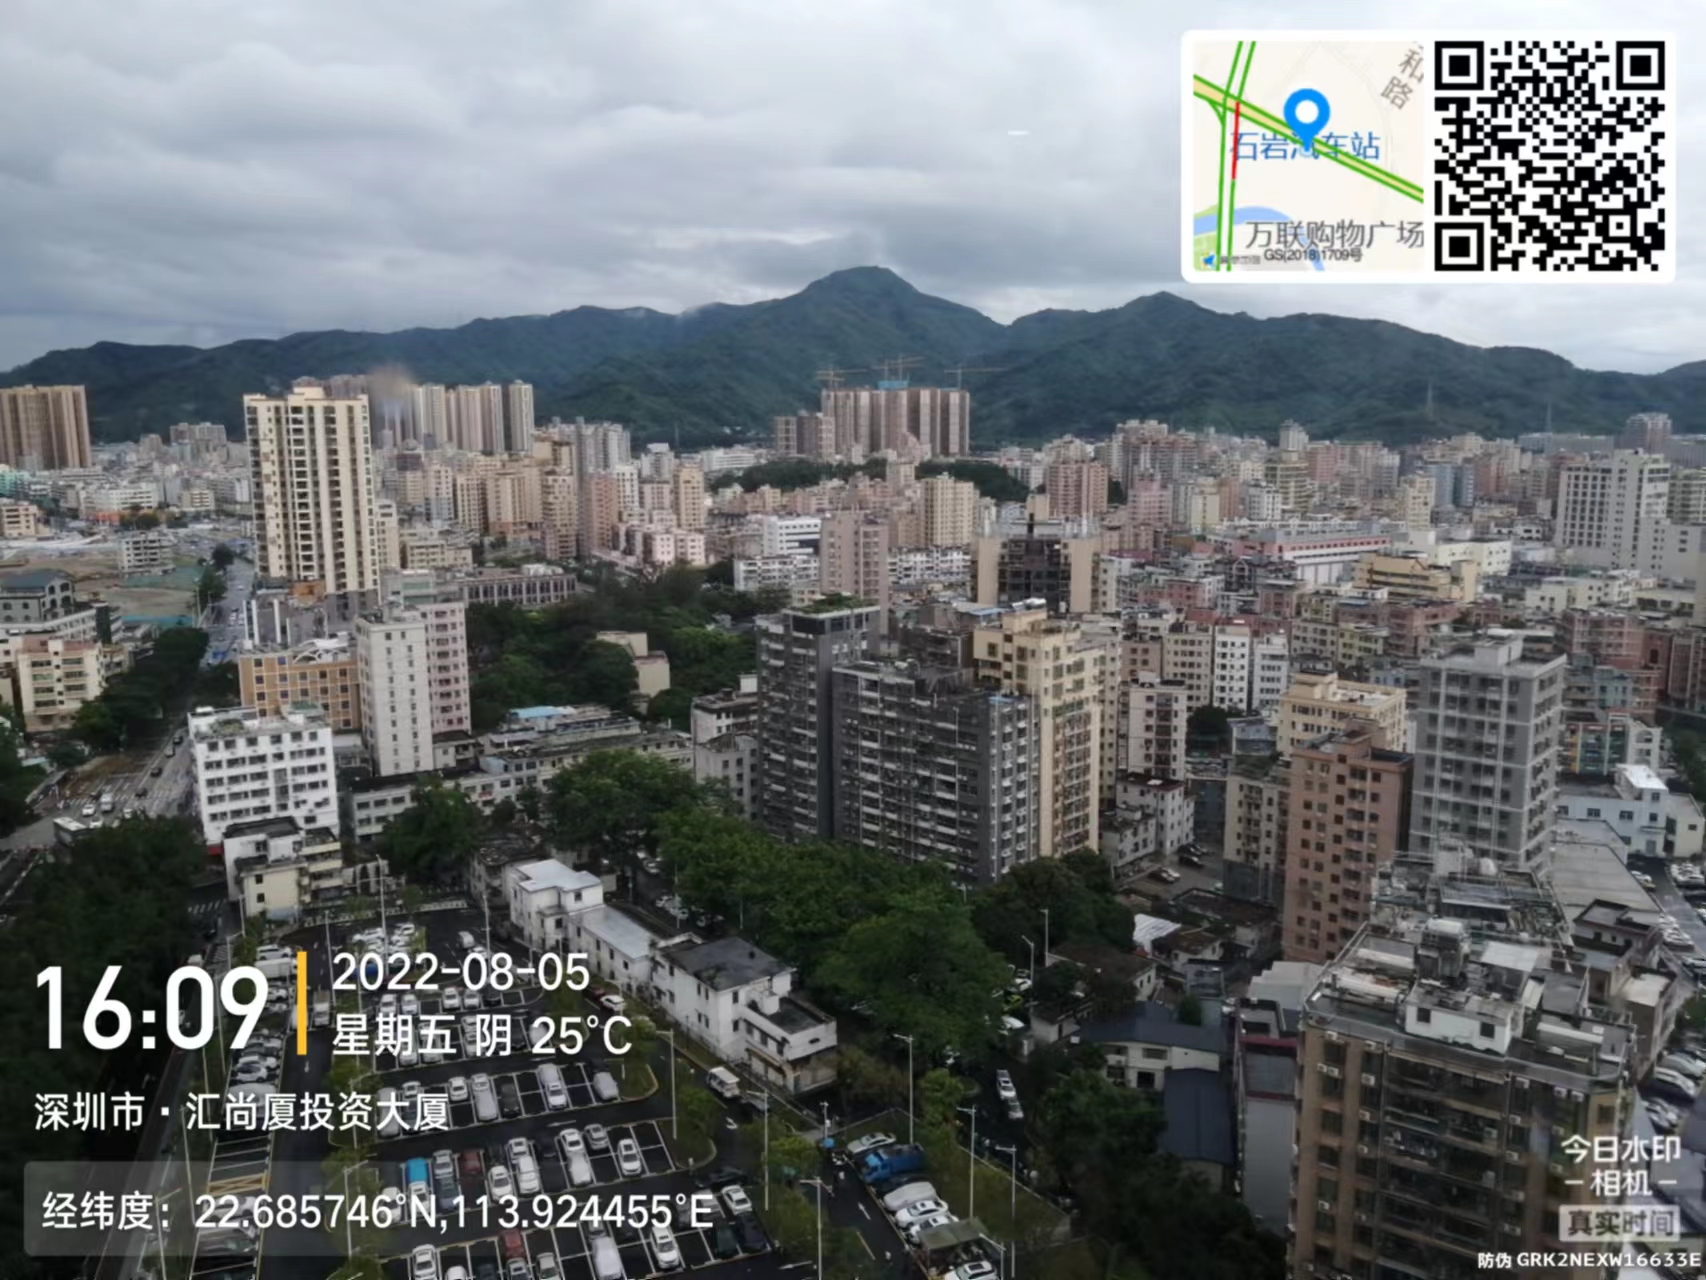 和
路
石岩汽车站
万联购物广场
GS(2018)1709号
16:09
2022-08-05
星期五 阴 25℃
深圳市·汇尚厦投资大厦
经纬度：22.685746°N,113.924455°E
今日水印
-相机-
真实时间
防伪 GRK2NEXW16633E